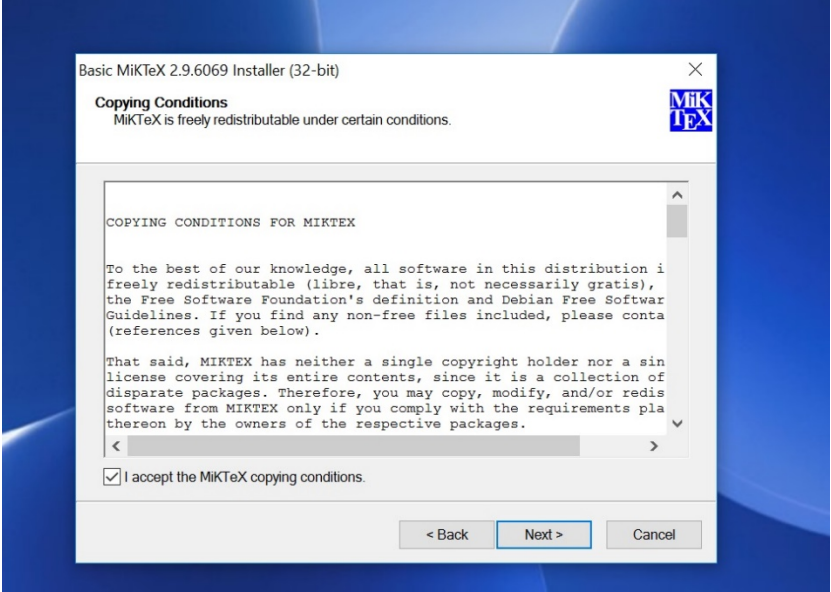 Basic MiKTeX 2.9.6069 Installer (32-bit)
Copying Conditions
MiKTeX is freely redistributable under certain conditions.
MiK
TEX
COPYING CONDITIONS FOR MIKTEX
To the best of our knowledge, all software in this distribution i
freely redistributable (libre, that is, not necessarily gratis),
the Free Software Foundation's definition and Debian Free Softwar
Guidelines. If you find any non-free files included, please conta
(references given below).
That said, MIKTEX has neither a single copyright holder nor a sin
license covering its entire contents, since it is a collection of
disparate packages. Therefore, you may copy, modify, and/or redis
software from MIKTEX only if you comply with the requirements pla
thereon by the owners of the respective packages.
I accept the MiKTeX copying conditions.
< Back Next > Cancel